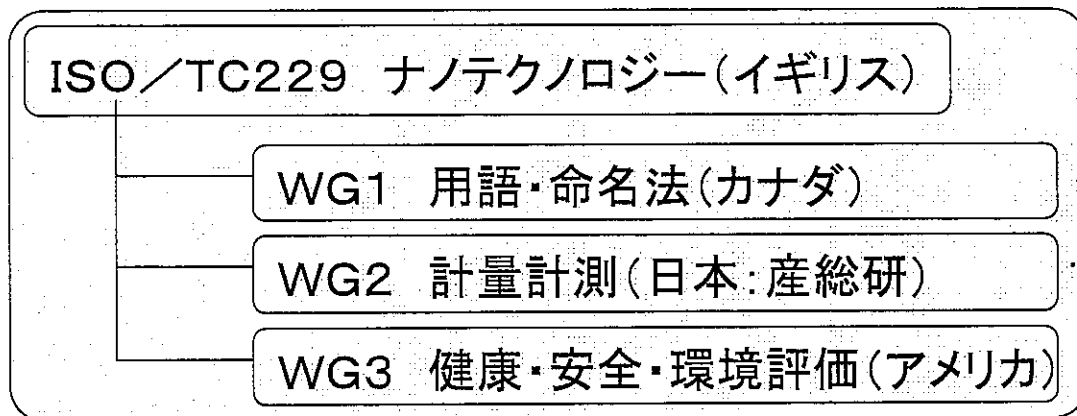 ISO／TC229 ナノテクノロジー(イギリス)
WG1 用語・命名法(カナダ)
WG2 計量計測(日本:産総研)
WG3 健康・安全・環境評価(アメリカ)